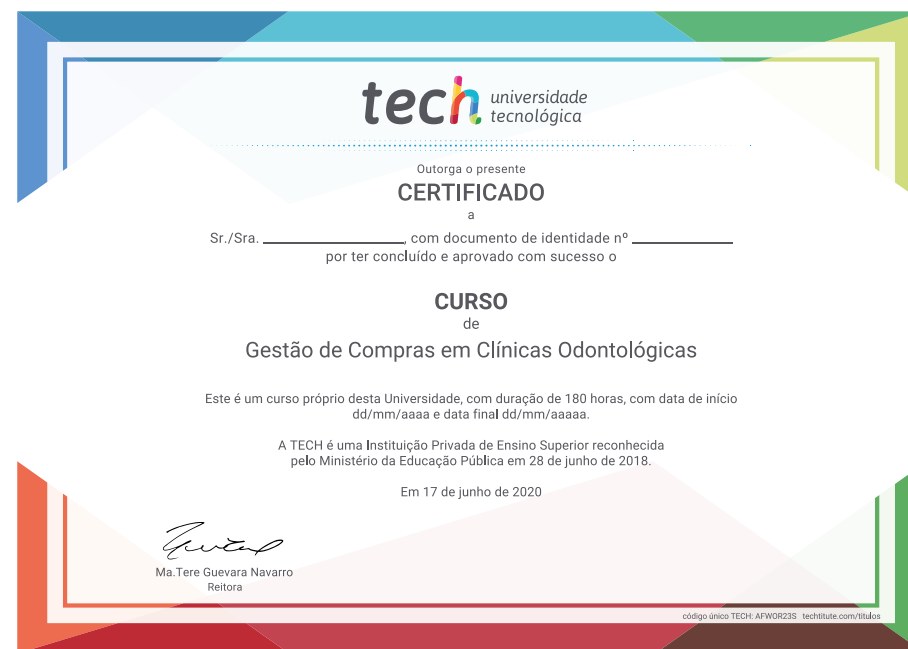 tech universidade
tecnológica
Outorga o presente
CERTIFICADO
a
Sr./Sra. ____________, com documento de identidade nº ____________
por ter concluído e aprovado com sucesso o
CURSO
de
Gestão de Compras em Clínicas Odontológicas
Este é um curso próprio desta Universidade, com duração de 180 horas, com data de início
dd/mm/aaaa e data final dd/mm/aaaaa.
A TECH é uma Instituição Privada de Ensino Superior reconhecida
pelo Ministério da Educação Pública em 28 de junho de 2018.
Em 17 de junho de 2020
Ma.Tere Guevara Navarro
Reitora
código único TECH: AFWOR23S techtitute.com/titulos